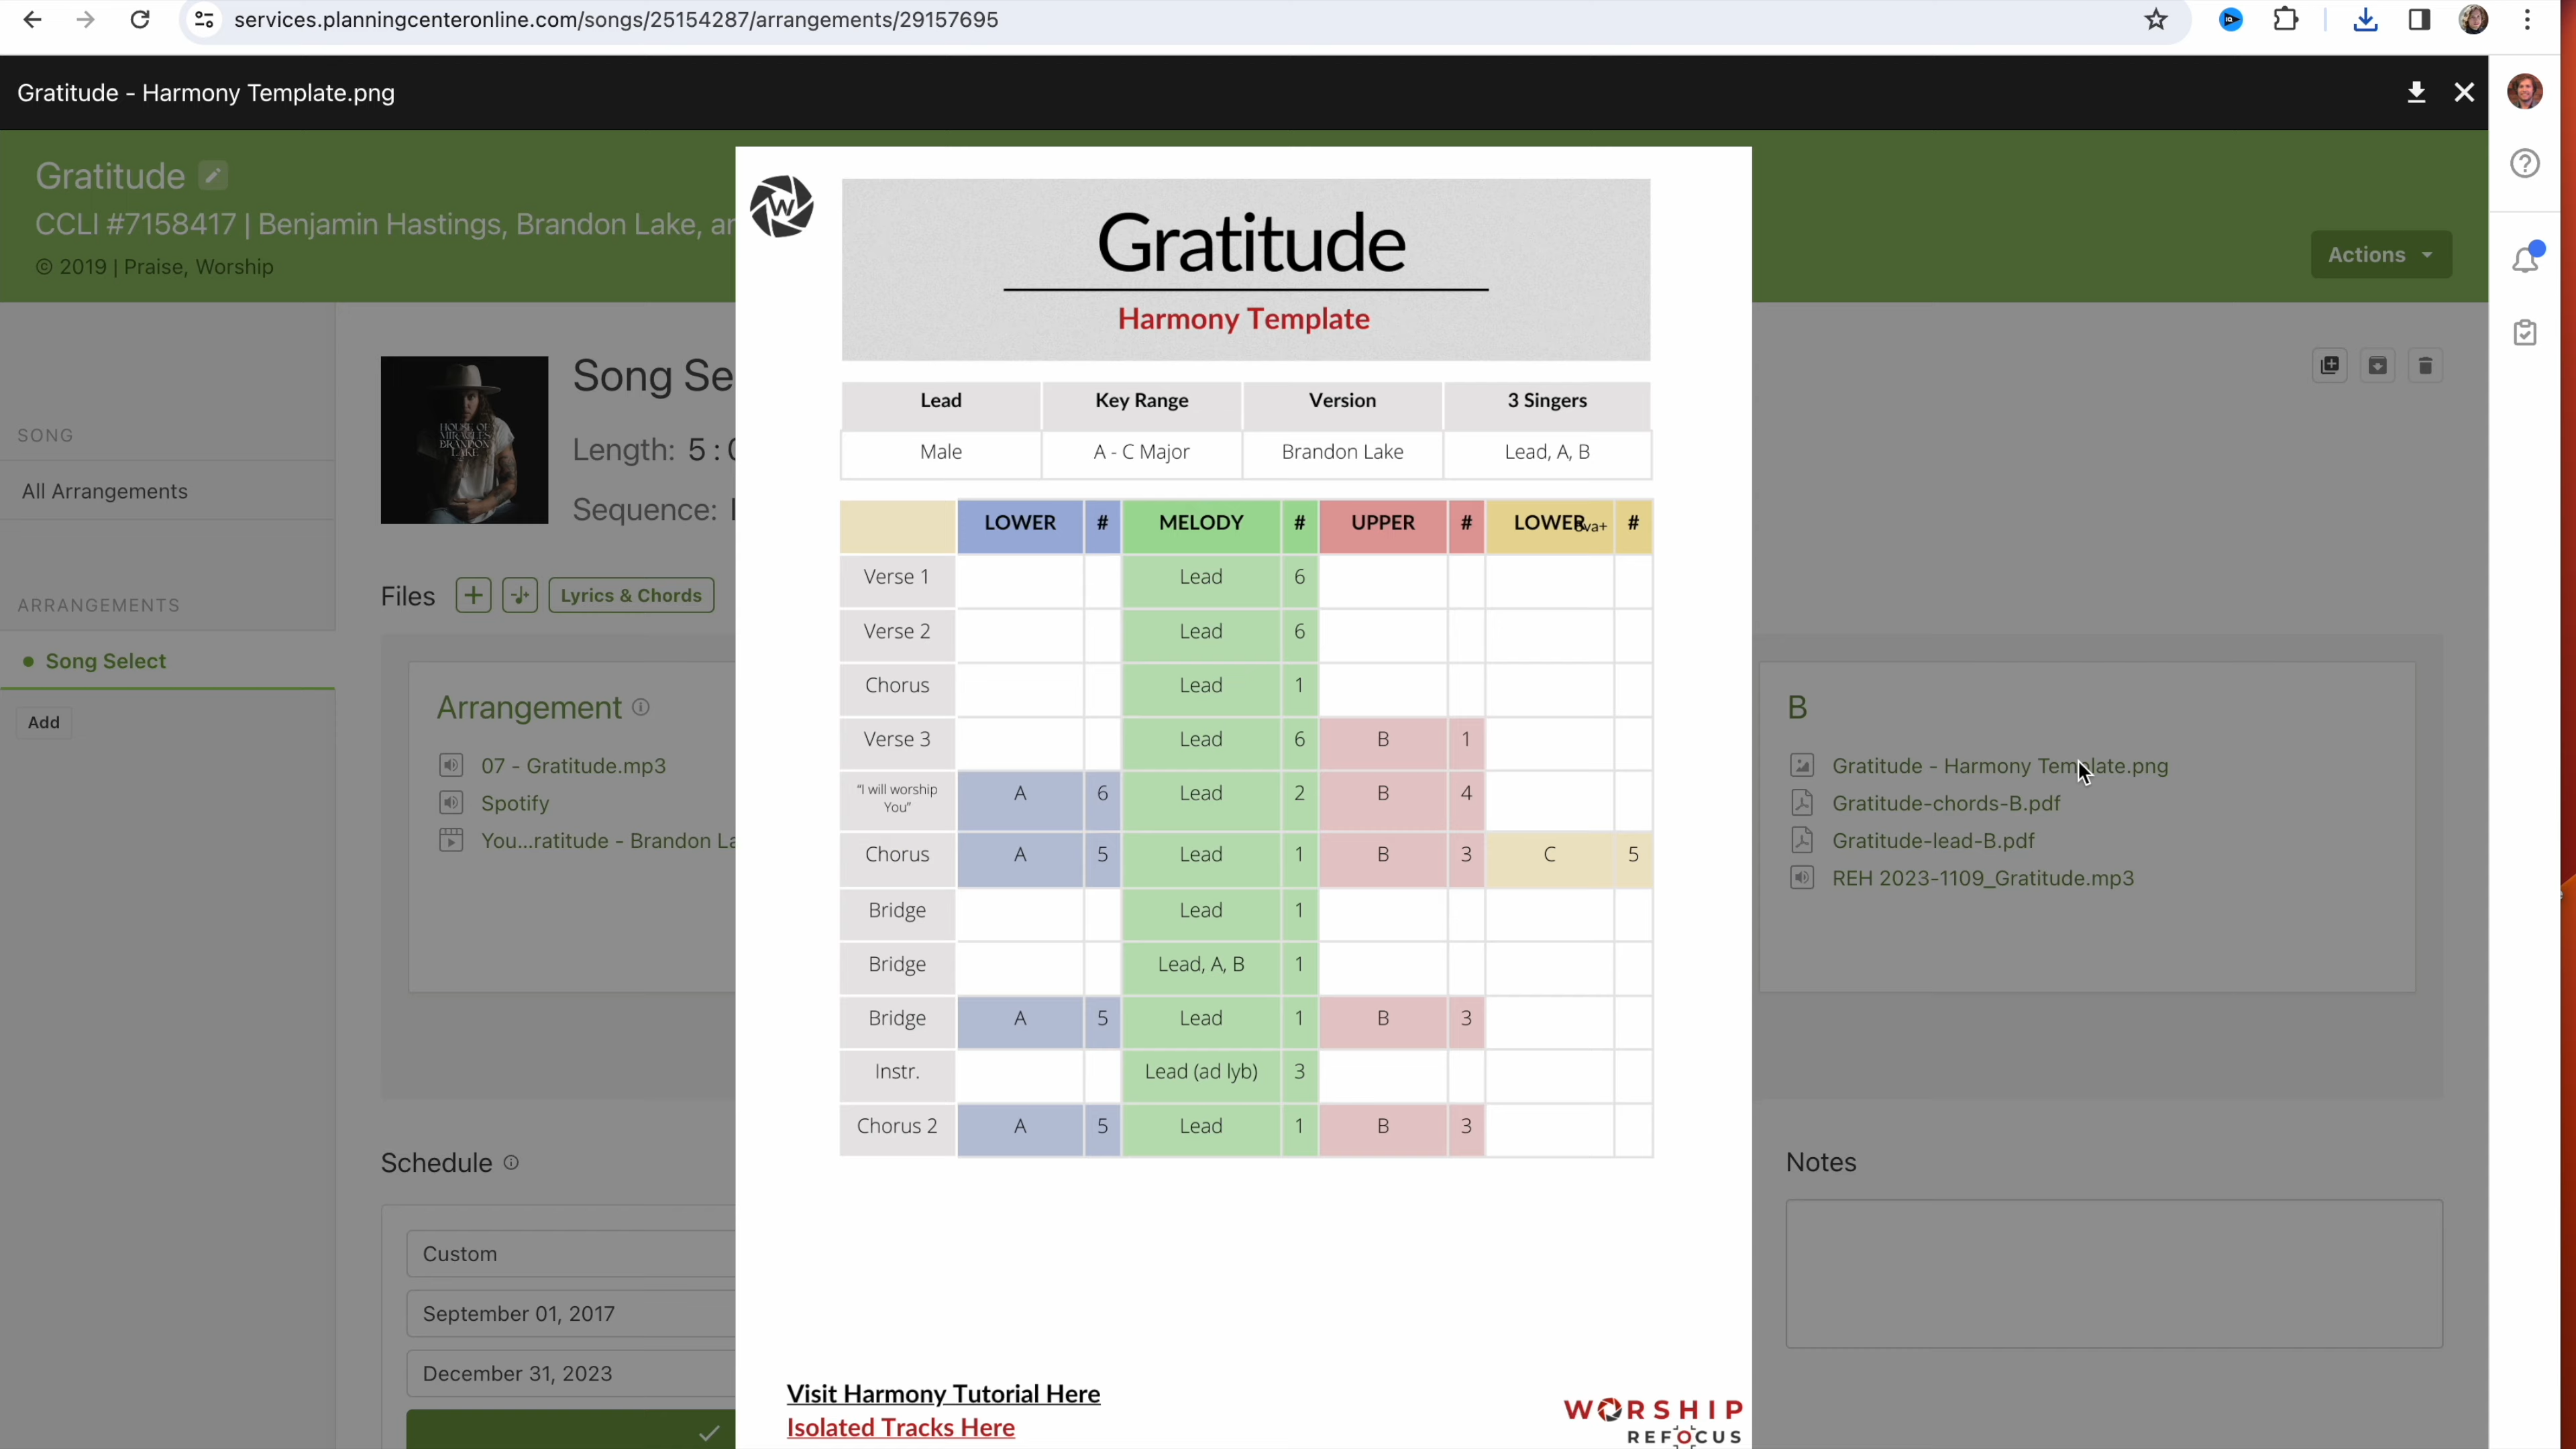 services.planningcenteronline.com/songs/25154287/arrangements/29157695
Gratitude - Harmony Template.png
Gratitude
CCLI #7158417 | Benjamin Hastings, Brandon Lake, ar
© 2019 | Praise, Worship
Actions
SONG
All Arrangements
ARRANGEMENTS
Song Select
Add
HOUSE OF
MIRACLES
BRANDON
LAKE
Song Se
Length: 5:0
Sequence:
Files
Lyrics & Chords
Arrangement
07 - Gratitude.mp3
Spotify
You...ratitude - Brandon La
Schedule
Custom
September 01, 2017
December 31, 2023
W
Gratitude
Harmony Template
Lead Key Range Version 3 Singers
Male A - C Major Brandon Lake Lead, A, B
LOWER # MELODY # UPPER # LOWER 8va+ #
Verse 1 Lead 6
Verse 2 Lead 6
Chorus Lead 1
Verse 3 Lead 6 B 1
“I will worship
You” A 6 Lead 2 B 4
Chorus A 5 Lead 1 B 3 C 5
Bridge Lead 1
Bridge Lead, A, B 1
Bridge A 5 Lead 1 B 3
Instr. Lead (ad lyb) 3
Chorus 2 A 5 Lead 1 B 3
Visit Harmony Tutorial Here
Isolated Tracks Here
WORSHIP
REFOCUS
B
Gratitude - Harmony Template.png
Gratitude-chords-B.pdf
Gratitude-lead-B.pdf
REH 2023-1109_Gratitude.mp3
Notes